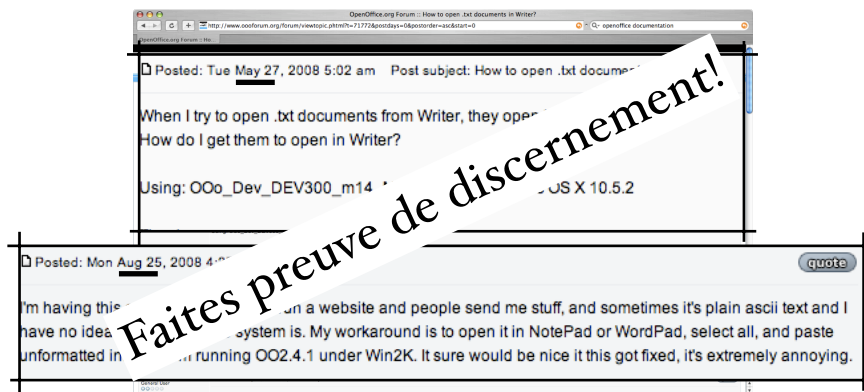 OpenOffice.org Forum :: How to open .txt documents in Writer?
http://www.oooforum.org/forum/viewtopic.phtml?t=71772&postdays=0&postorder=asc&start=0
openoffice documentation
OpenOffice.org Forum :: Ho...
Posted: Tue May 27, 2008 5:02 am Post subject: How to open .txt
When I try to open .txt documents from Writer, they
How do I get them to open in Writer?
Using: OOo_Dev_DEV300_m14 OS X 10.5.2
Faites preuve de discernement!
Posted: Mon Aug 25, 2008
quote
I'm having this a website and people send me stuff, and sometimes it's plain ascii text and I
have no idea system is. My workaround is to open it in NotePad or WordPad, select all, and paste
unformatted in running OO2.4.1 under Win2K. It sure would be nice it this got fixed, it's extremely annoying.
General User